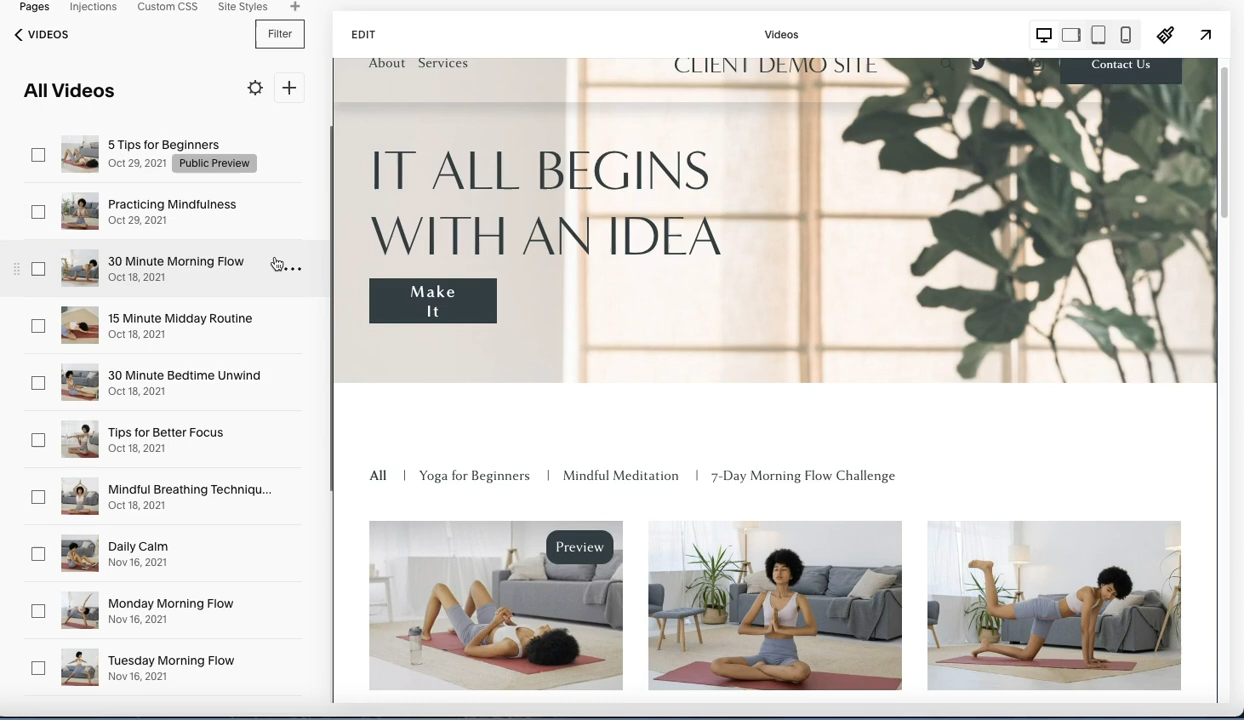 Pages Injections Custom CSS Site Styles +
VIDEOS
Filter
All Videos
5 Tips for Beginners
Oct 29, 2021 Public Preview
Practicing Mindfulness
Oct 29, 2021
30 Minute Morning Flow
Oct 18, 2021
15 Minute Midday Routine
Oct 18, 2021
30 Minute Bedtime Unwind
Oct 18, 2021
Tips for Better Focus
Oct 18, 2021
Mindful Breathing Techniqu...
Oct 18, 2021
Daily Calm
Nov 16, 2021
Monday Morning Flow
Nov 16, 2021
Tuesday Morning Flow
Nov 16, 2021
EDIT
Videos
About Services
CLIENT DEMO SITE
Contact Us
IT ALL BEGINS
WITH AN IDEA
Make
It
All | Yoga for Beginners | Mindful Meditation | 7-Day Morning Flow Challenge
Preview